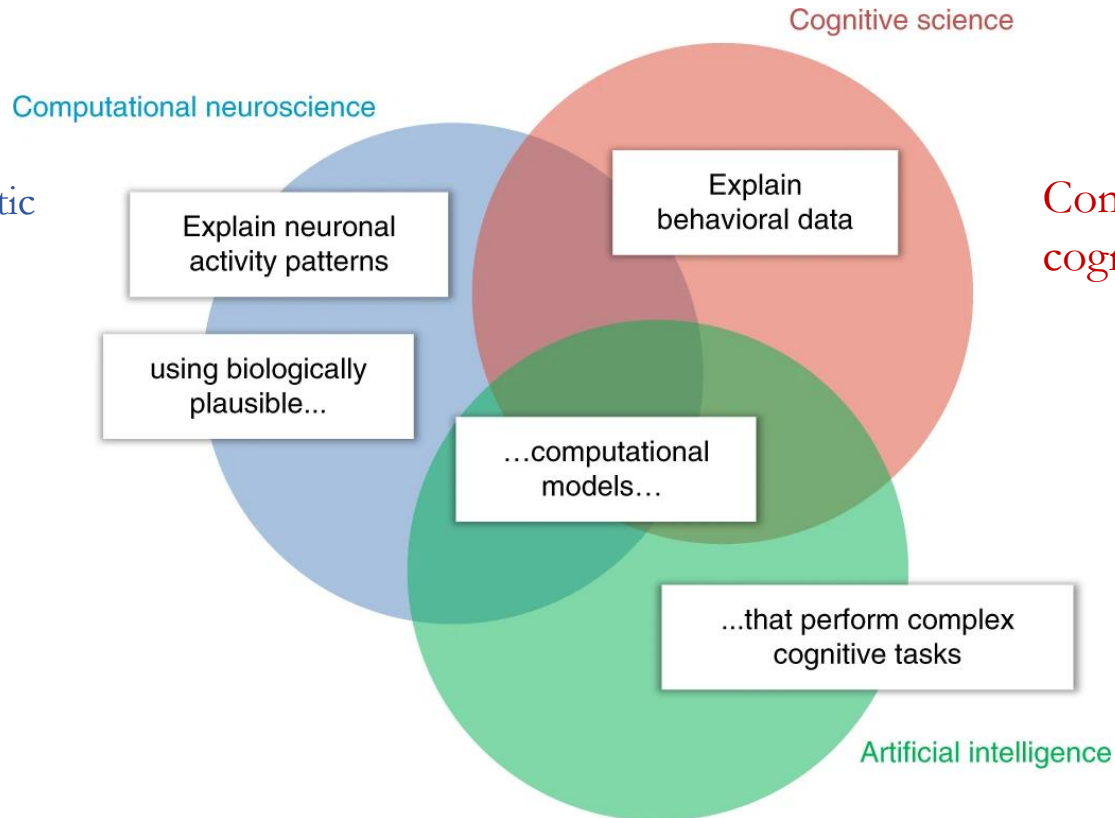 Cognitive science
Computational neuroscience
tic
Explain neuronal
activity patterns
Explain
behavioral data
using biologically
plausible...
...computational
models...
...that perform complex
cognitive tasks
Artificial intelligence